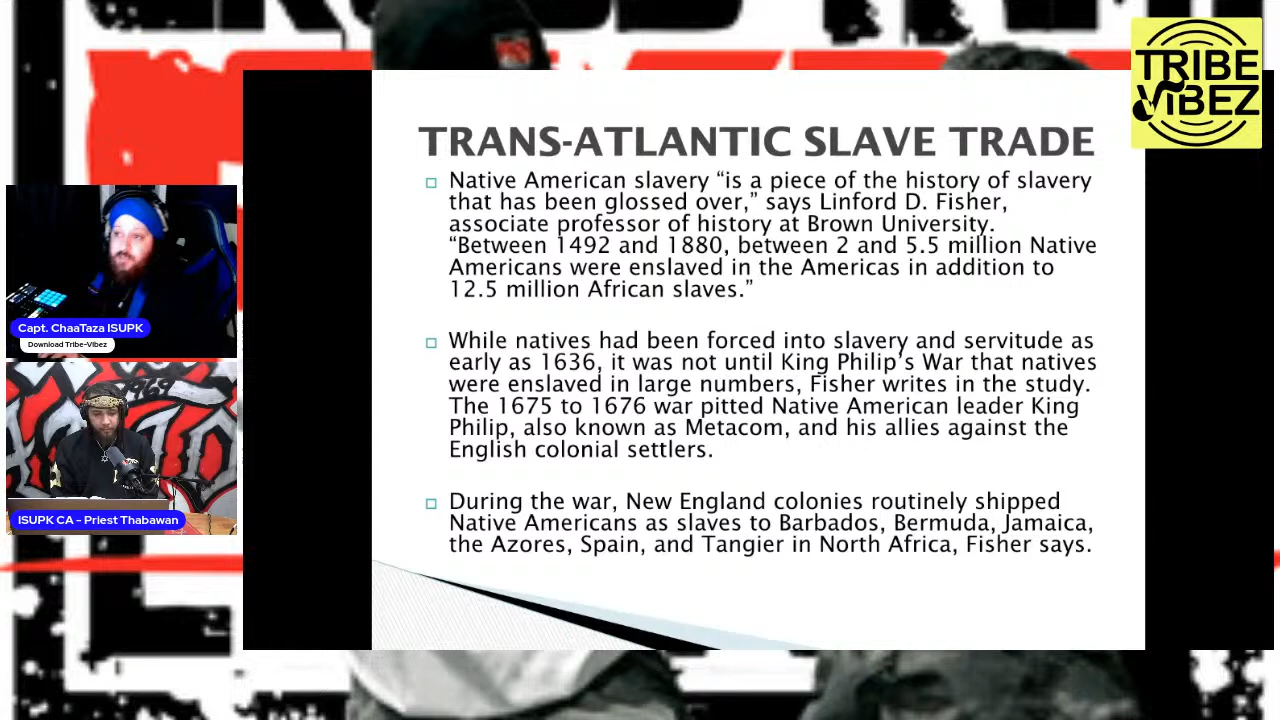 TRIBE
VIBEZ
TRANS-ATLANTIC SLAVE TRADE
Native American slavery “is a piece of the history of slavery
that has been glossed over,” says Linford D. Fisher,
associate professor of history at Brown University.
“Between 1492 and 1880, between 2 and 5.5 million Native
Americans were enslaved in the Americas in addition to
12.5 million African slaves.”
While natives had been forced into slavery and servitude as
early as 1636, it was not until King Philip’s War that natives
were enslaved in large numbers, Fisher writes in the study.
The 1675 to 1676 war pitted Native American leader King
Philip, also known as Metacom, and his allies against the
English colonial settlers.
During the war, New England colonies routinely shipped
Native Americans as slaves to Barbados, Bermuda, Jamaica,
the Azores, Spain, and Tangier in North Africa, Fisher says.
Capt. ChaaTaza ISUPK
Download Tribe-Vibez
1969
ISUPK CA - Priest Thabawan